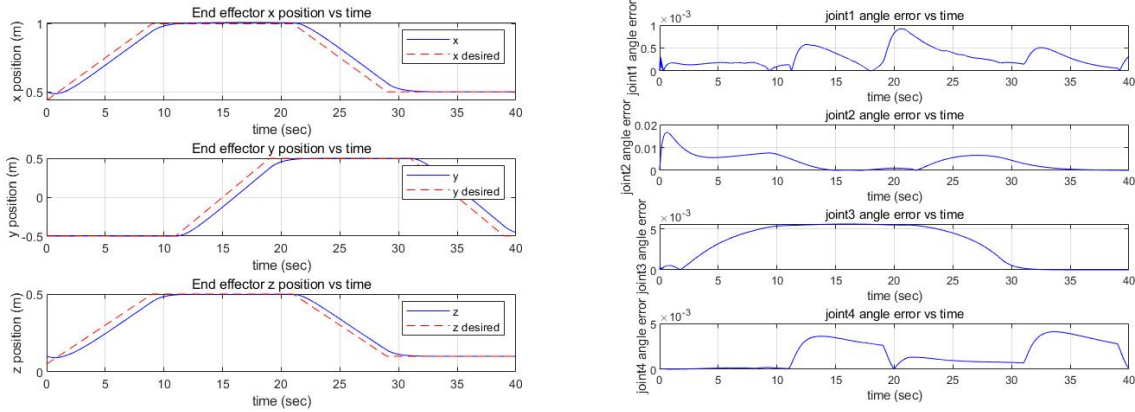 End effector x position vs time
x position (m)
1
0.5
x
x desired
0 5 10 15 20 25 30 35 40
time (sec)
End effector y position vs time
y position (m)
0.5
0
-0.5
y
y desired
0 5 10 15 20 25 30 35 40
time (sec)
End effector z position vs time
z position (m)
0.5
0
z
z desired
0 5 10 15 20 25 30 35 40
time (sec)
×10-3
joint1 angle error vs time
joint1 angle error
1
0.5
0
0 5 10 15 20 25 30 35 40
time (sec)
joint2 angle error vs time
joint2 angle error
0.02
0.01
0
0 5 10 15 20 25 30 35 40
time (sec)
×10-3
joint3 angle error vs time
joint3 angle error
5
0
0 5 10 15 20 25 30 35 40
time (sec)
×10-3
joint4 angle error vs time
joint4 angle error
5
0
0 5 10 15 20 25 30 35 40
time (sec)